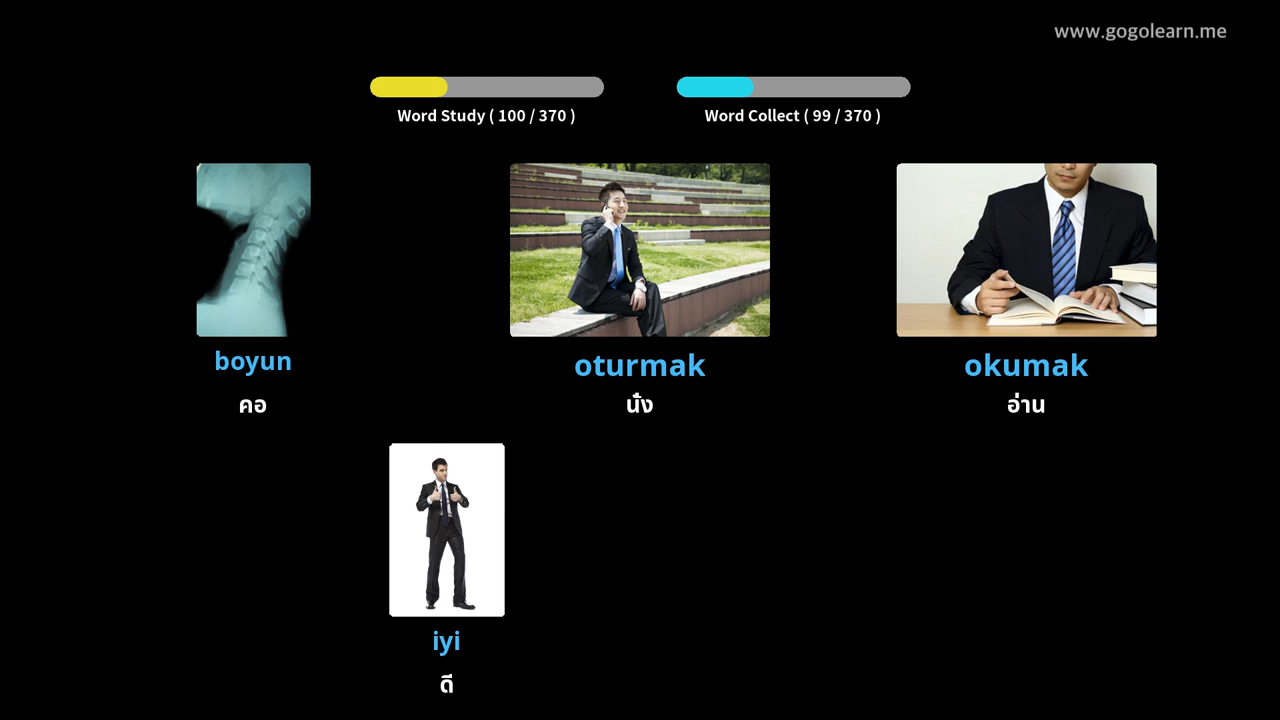 www.gogolearn.me
Word Study ( 100 / 370 )
Word Collect ( 99 / 370 )
boyun
oturmak
okumak
คอ
นั่ง
อ่าน
iyi
ดี